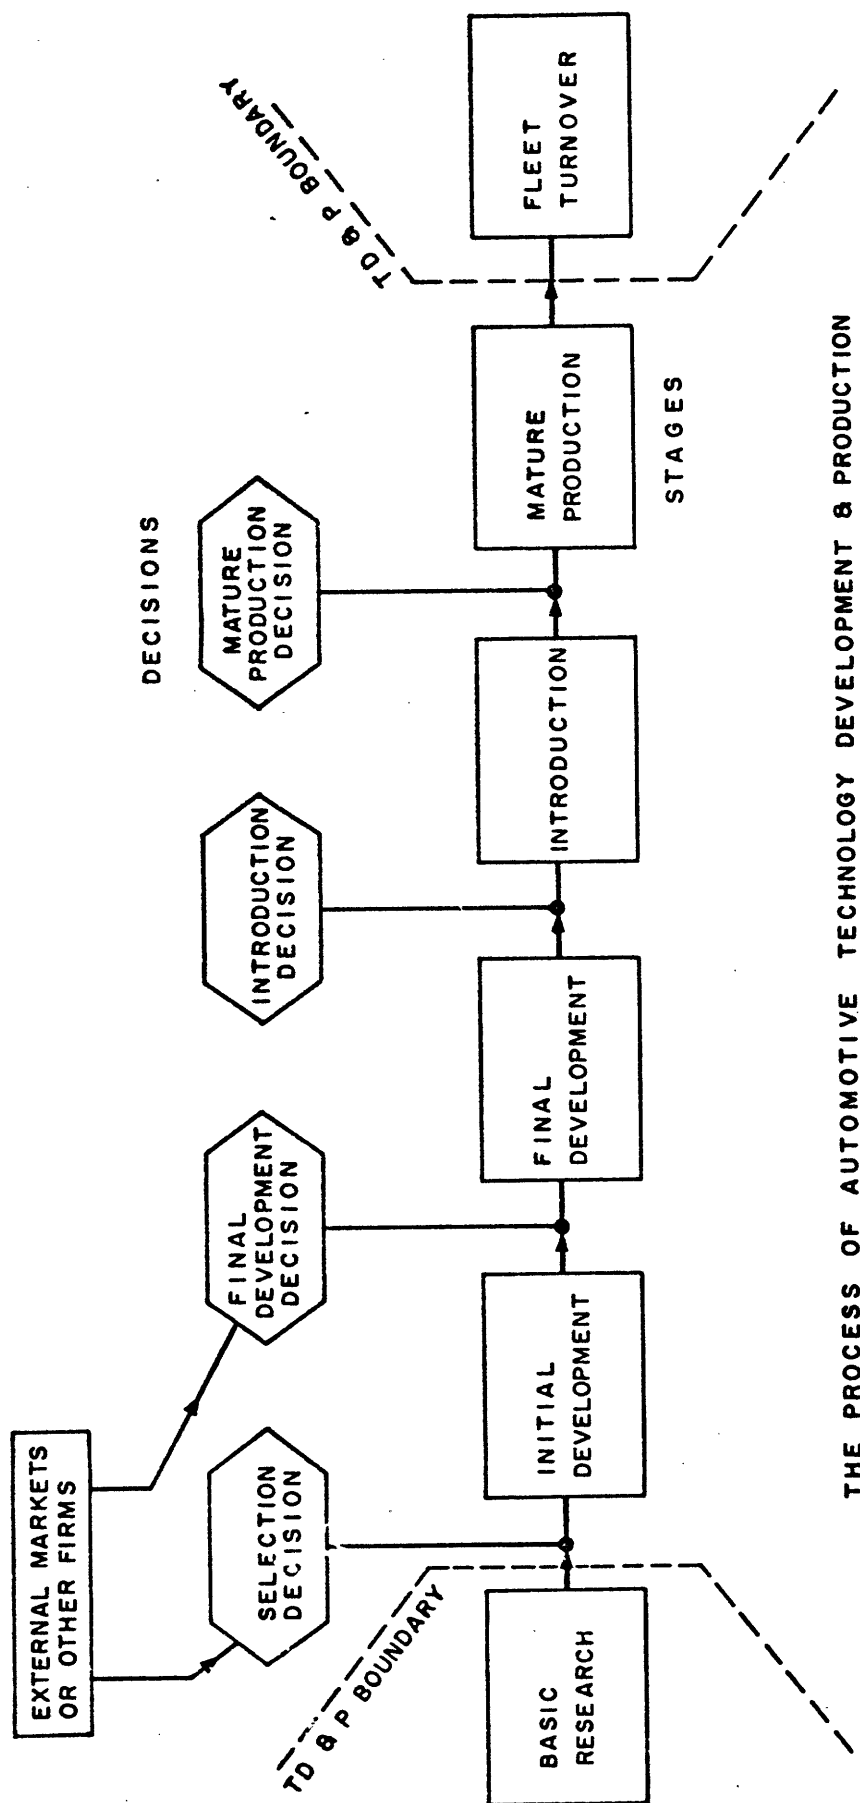 EXTERNAL MARKETS
OR OTHER FIRMS
DECISIONS
SELECTION
DECISION
FINAL
DEVELOPMENT
DECISION
INTRODUCTION
DECISION
MATURE
PRODUCTION
DECISION
TD & P BOUNDARY
TD & P BOUNDARY
BASIC
RESEARCH
INITIAL
DEVELOPMENT
FINAL
DEVELOPMENT
INTRODUCTION
MATURE
PRODUCTION
FLEET
TURNOVER
STAGES
THE PROCESS OF AUTOMOTIVE TECHNOLOGY DEVELOPMENT & PRODUCTION